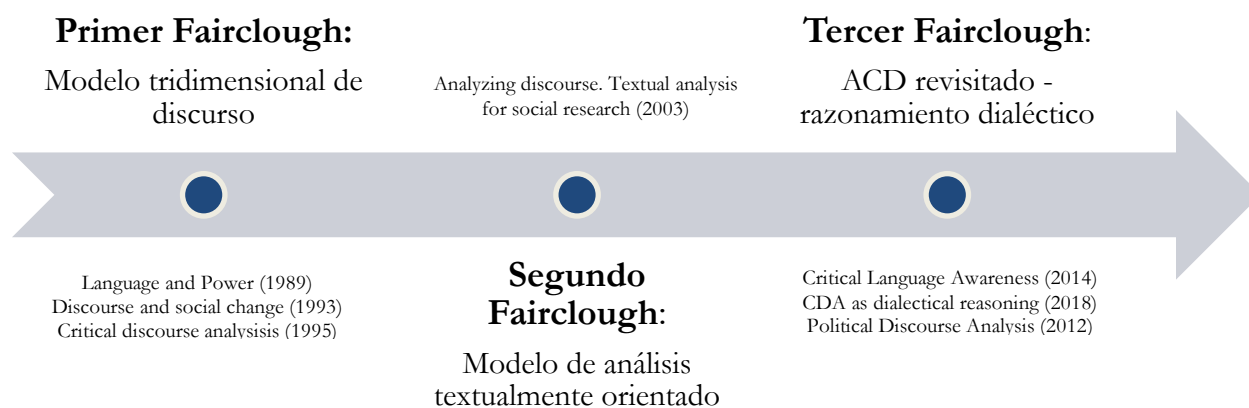 Primer Fairclough:
Modelo tridimensional de
discurso
Language and Power (1989)
Discourse and social change (1993)
Critical discourse analysisis (1995)
Analyzing discourse. Textual analysis
for social research (2003)
Segundo
Fairclough:
Modelo de análisis
textualmente orientado
Tercer Fairclough:
ACD revisitado -
razonamiento dialéctico
Critical Language Awareness (2014)
CDA as dialectical reasoning (2018)
Political Discourse Analysis (2012)